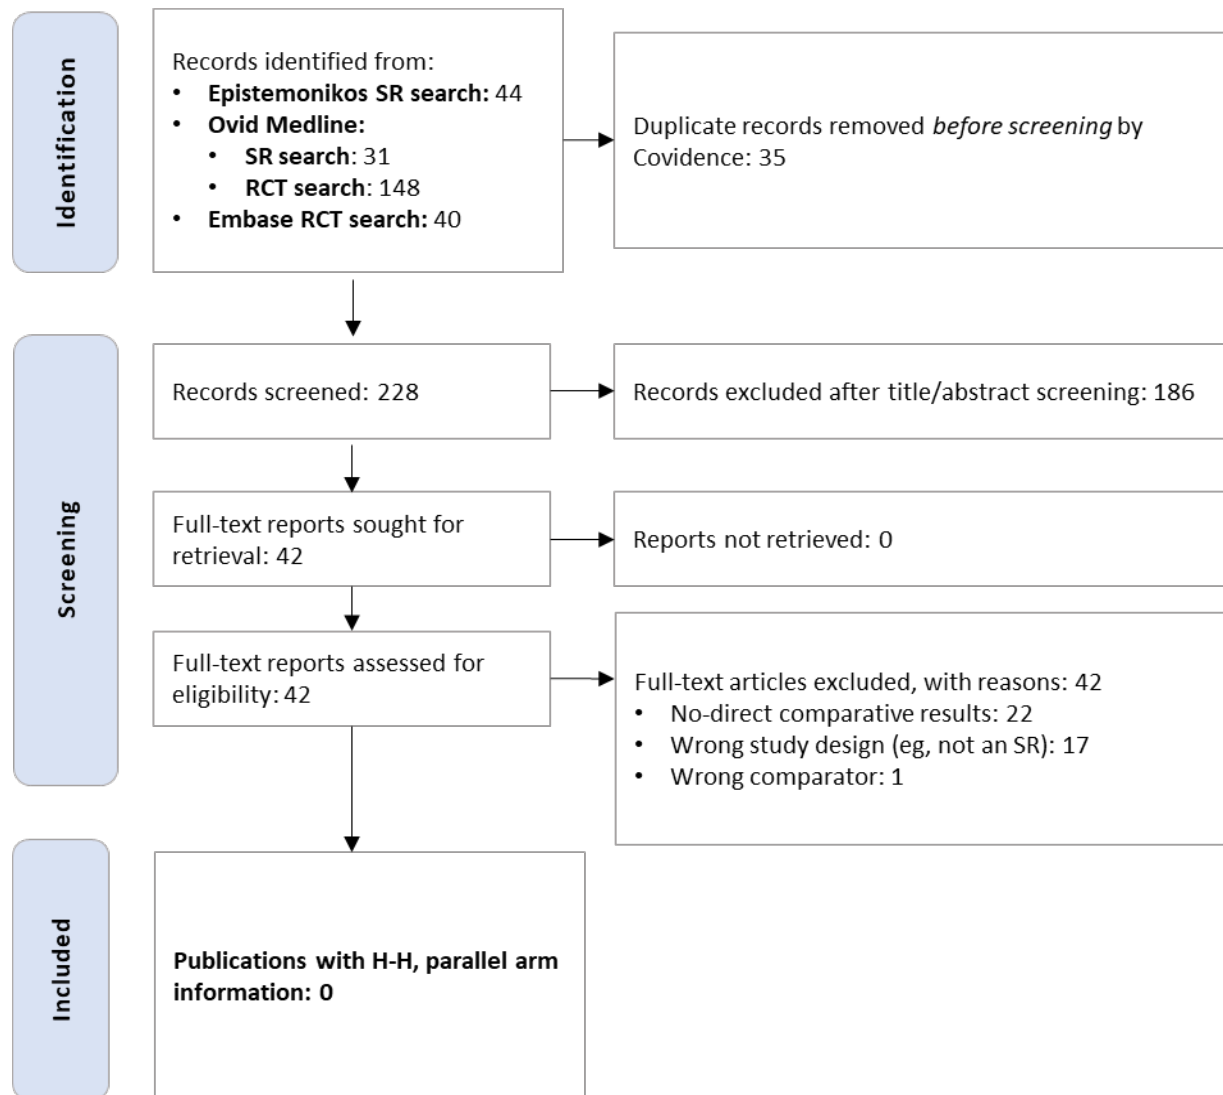 Identification
Records identified from:
• Epistemonikos SR search: 44
• Ovid Medline:
• SR search: 31
• RCT search: 148
• Embase RCT search: 40
Duplicate records removed before screening by
Covidence: 35
Screening
Records screened: 228
Records excluded after title/abstract screening: 186
Full-text reports sought for
retrieval: 42
Reports not retrieved: 0
Full-text reports assessed for
eligibility: 42
Full-text articles excluded, with reasons: 42
• No-direct comparative results: 22
• Wrong study design (eg, not an SR): 17
• Wrong comparator: 1
Included
Publications with H-H, parallel arm
information: 0